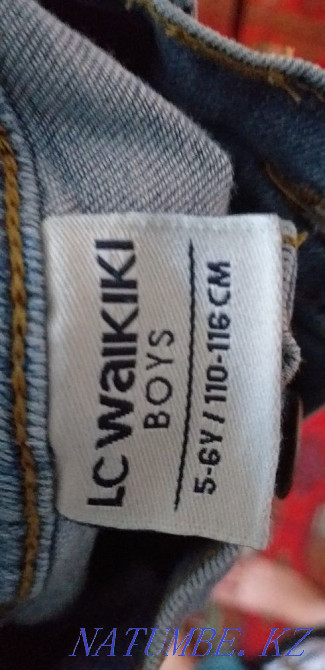 LC WAIKIKI
BOYS
5-6Y / 110-116 CM
NATUMBE. KZ